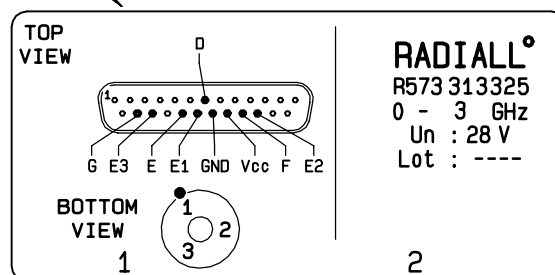 TOP
VIEW
D
1
G E3 E E1 GND Vcc F E2
BOTTOM
VIEW
1
2
3
1
RADIALL°
R573 313325
0 - 3 GHz
Un : 28 V
Lot : ----
2